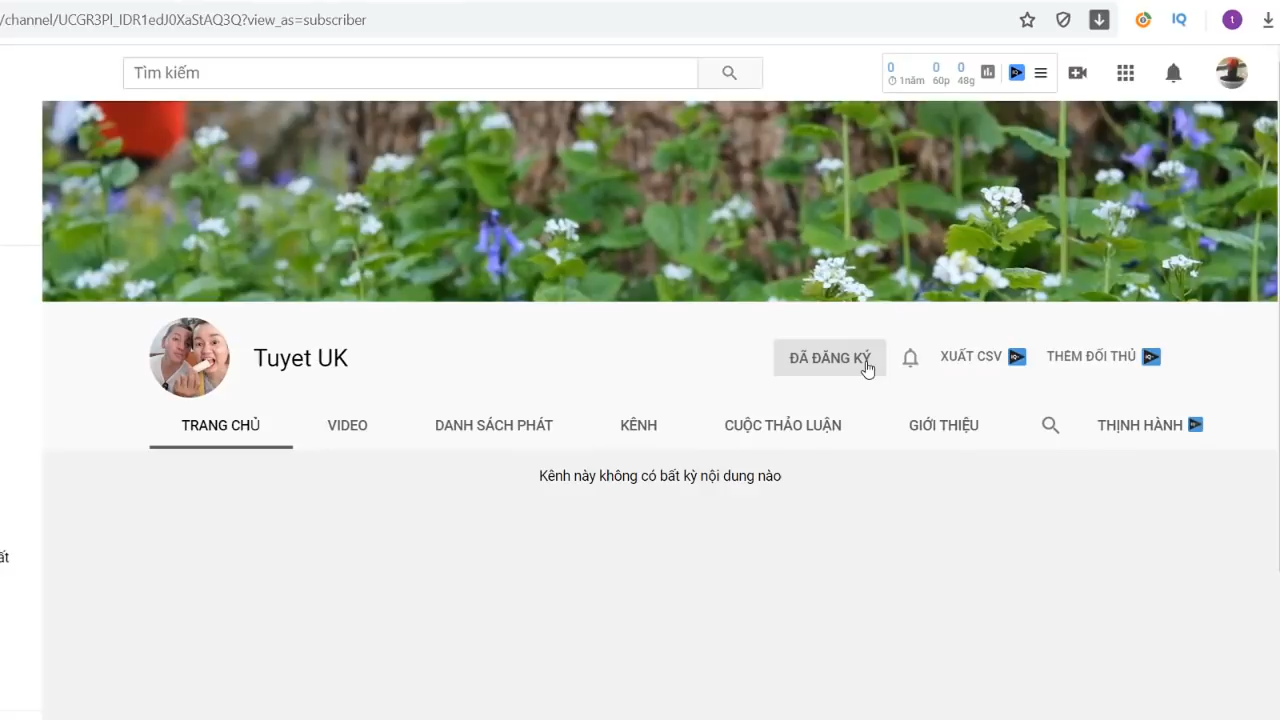 /channel/UCGR3Pl_IDR1edJ0XaStAQ3Q?view_as=subscriber
IQ
t
Tìm kiếm
0 0 0
1năm 60p 48g
Tuyet UK
ĐÃ ĐĂNG KÝ
XUẤT CSV
THÊM ĐỐI THỦ
TRANG CHỦ VIDEO DANH SÁCH PHÁT KÊNH CUỘC THẢO LUẬN GIỚI THIỆU THỊNH HÀNH
Kênh này không có bất kỳ nội dung nào
ất